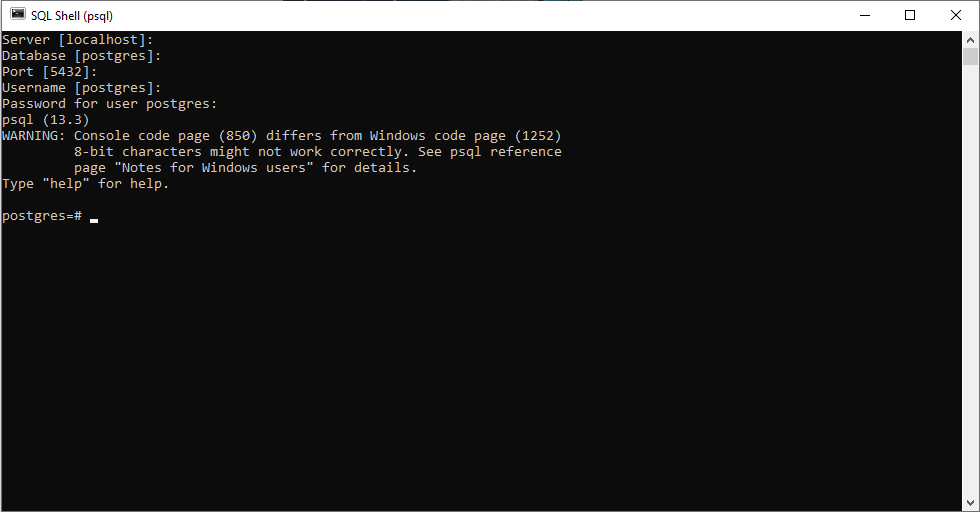 SQL Shell (psql)
Server [localhost]:
Database [postgres]:
Port [5432]:
Username [postgres]:
Password for user postgres:
psql (13.3)
WARNING: Console code page (850) differs from Windows code page (1252)
         8-bit characters might not work correctly. See psql reference
         page "Notes for Windows users" for details.
Type "help" for help.
postgres=#